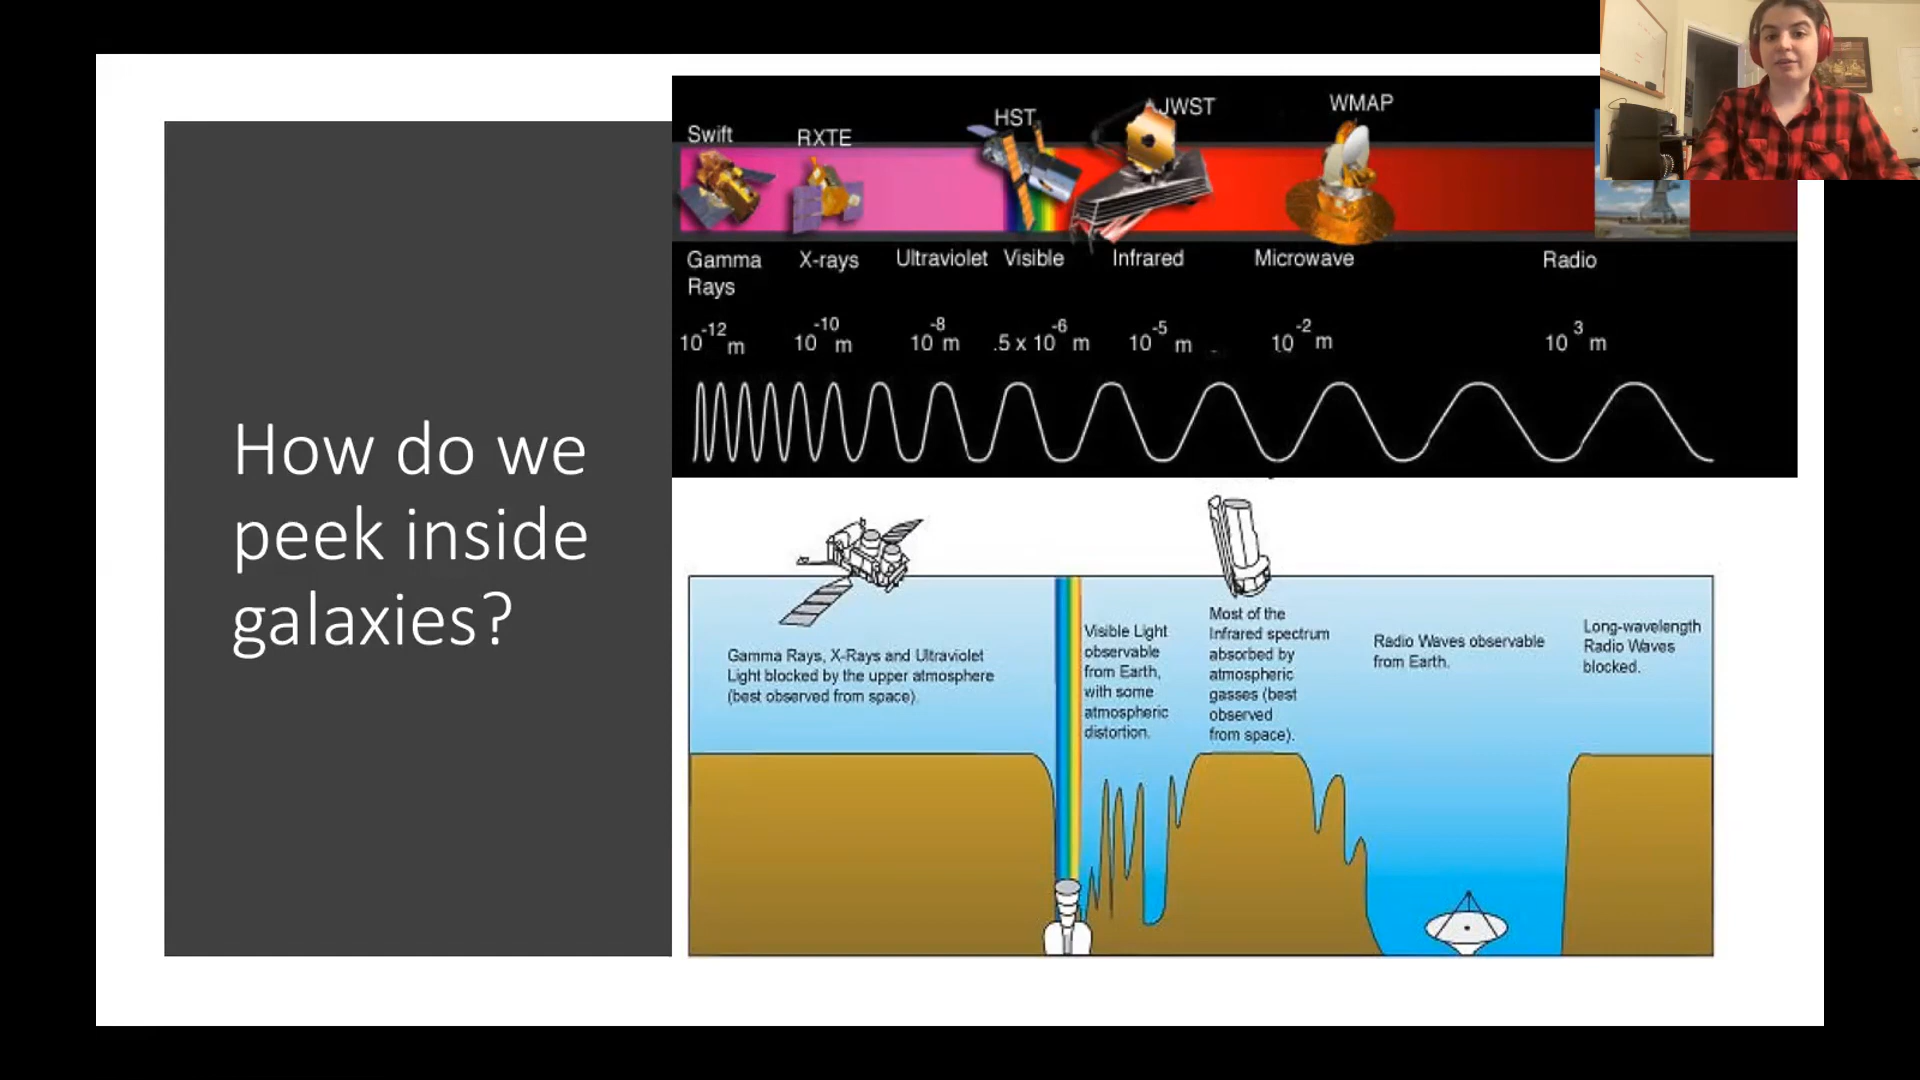 How do we
peek inside
galaxies?
Swift
RXTE
HST
JWST
WMAP
Gamma
Rays
X-rays
Ultraviolet
Visible
Infrared
Microwave
Radio
10^-12 m
10^-10 m
10^-8 m
.5 x 10^-6 m
10^-5 m
10^-2 m
10^3 m
Gamma Rays, X-Rays and Ultraviolet
Light blocked by the upper atmosphere
(best observed from space).
Visible Light
observable
from Earth,
with some
atmospheric
distortion.
Most of the
Infrared spectrum
absorbed by
atmospheric
gasses (best
observed
from space).
Radio Waves observable
from Earth.
Long-wavelength
Radio Waves
blocked.